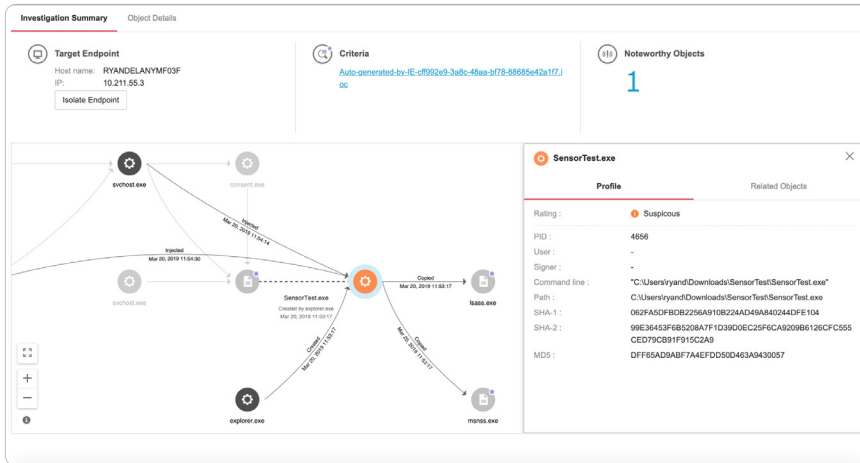 Investigation Summary
Object Details
Target Endpoint
Host name: RYANDELANYMF03F
IP: 10.211.55.3
Isolate Endpoint
Criteria
Auto-generated-by-IE-cff992e9-3a8c-48aa-bf78-88685e42a1f7.i
oc
Noteworthy Objects
1
svchost.exe
consent.exe
Injected
Mar 20, 2019 11:54:14
Injected
Mar 20, 2019 11:54:30
svchost.exe
SensorTest.exe
Created by explorer.exe
Mar 20, 2019 11:53:17
Copied
Mar 20, 2019 11:53:17
lsass.exe
Created
Mar 20, 2019 11:53:17
Copied
Mar 20, 2019 11:53:17
explorer.exe
msnss.exe
SensorTest.exe
Profile
Related Objects
Rating : Suspicous
PID : 4656
User : -
Signer : -
Command line : "C:\Users\ryand\Downloads\SensorTest\SensorTest.exe"
Path : C:\Users\ryand\Downloads\SensorTest\SensorTest.exe
SHA-1 : 062FA5DFBDB2256A910B224AD49A840244DFE104
SHA-2 : 99E36453F6B5208A7F1D39D0EC25F6CA9209B6126CFC555
CED79CB91F915C2A9
MD5 : DFF65AD9ABF7A4EFDD50D463A9430057